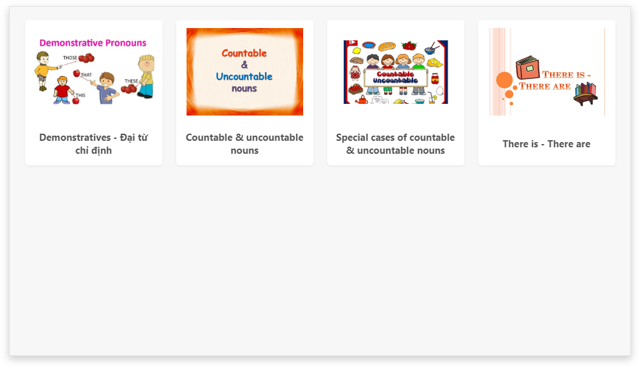 Demonstrative Pronouns
THOSE
THAT
THESE
THIS
Demonstratives - Đại từ
chỉ định
Countable
&
Uncountable
nouns
Countable & uncountable
nouns
Countable
Uncountable
Special cases of countable
& uncountable nouns
THERE IS -
THERE ARE
There is - There are